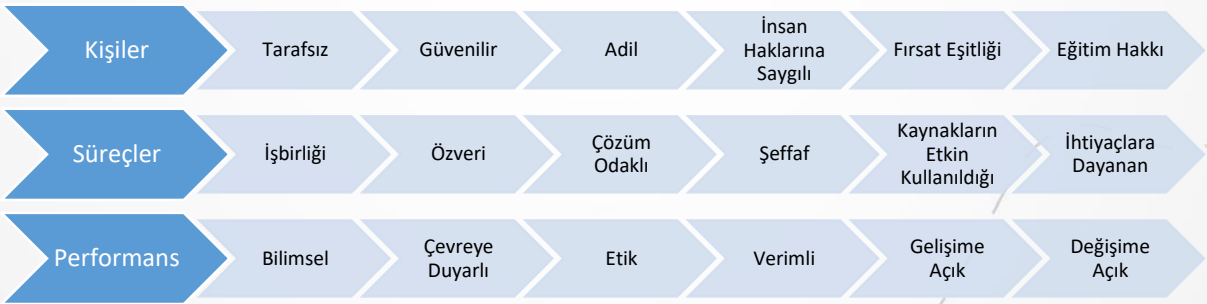 Kişiler
Tarafsız
Güvenilir
Adil
İnsan
Haklarına
Saygılı
Fırsat Eşitliği
Eğitim Hakkı
Süreçler
İşbirliği
Özveri
Çözüm
Odaklı
Şeffaf
Kaynakların
Etkin
Kullanıldığı
İhtiyaçlara
Dayanan
Performans
Bilimsel
Çevreye
Duyarlı
Etik
Verimli
Gelişime
Açık
Değişime
Açık